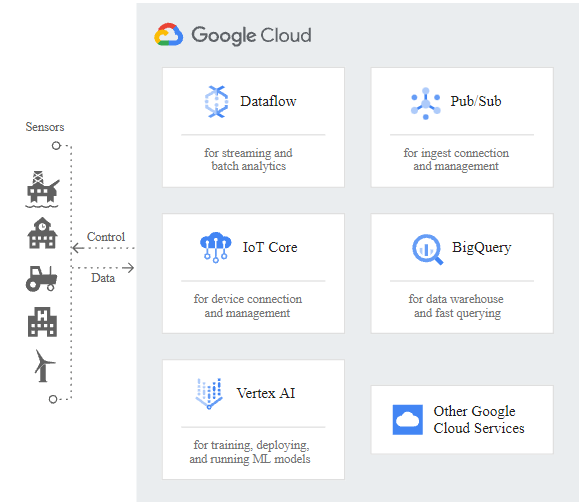 Google Cloud
Sensors
Control
Data
Dataflow
for streaming and
batch analytics
Pub/Sub
for ingest connection
and management
IoT Core
for device connection
and management
BigQuery
for data warehouse
and fast querying
Vertex AI
for training, deploying,
and running ML models
Other Google
Cloud Services